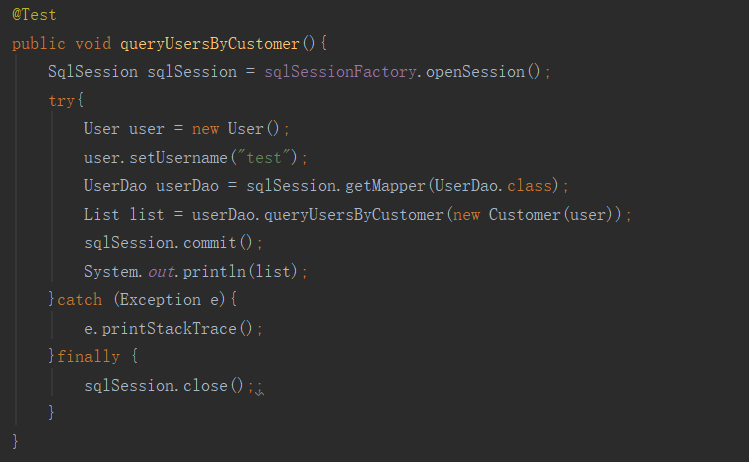 @Test
public void queryUsersByCustomer(){
    SqlSession sqlSession = sqlSessionFactory.openSession();
    try{
        User user = new User();
        user.setUsername("test");
        UserDao userDao = sqlSession.getMapper(UserDao.class);
        List list = userDao.queryUsersByCustomer(new Customer(user));
        sqlSession.commit();
        System.out.println(list);
    }catch (Exception e){
        e.printStackTrace();
    }finally {
        sqlSession.close();;
    }
}